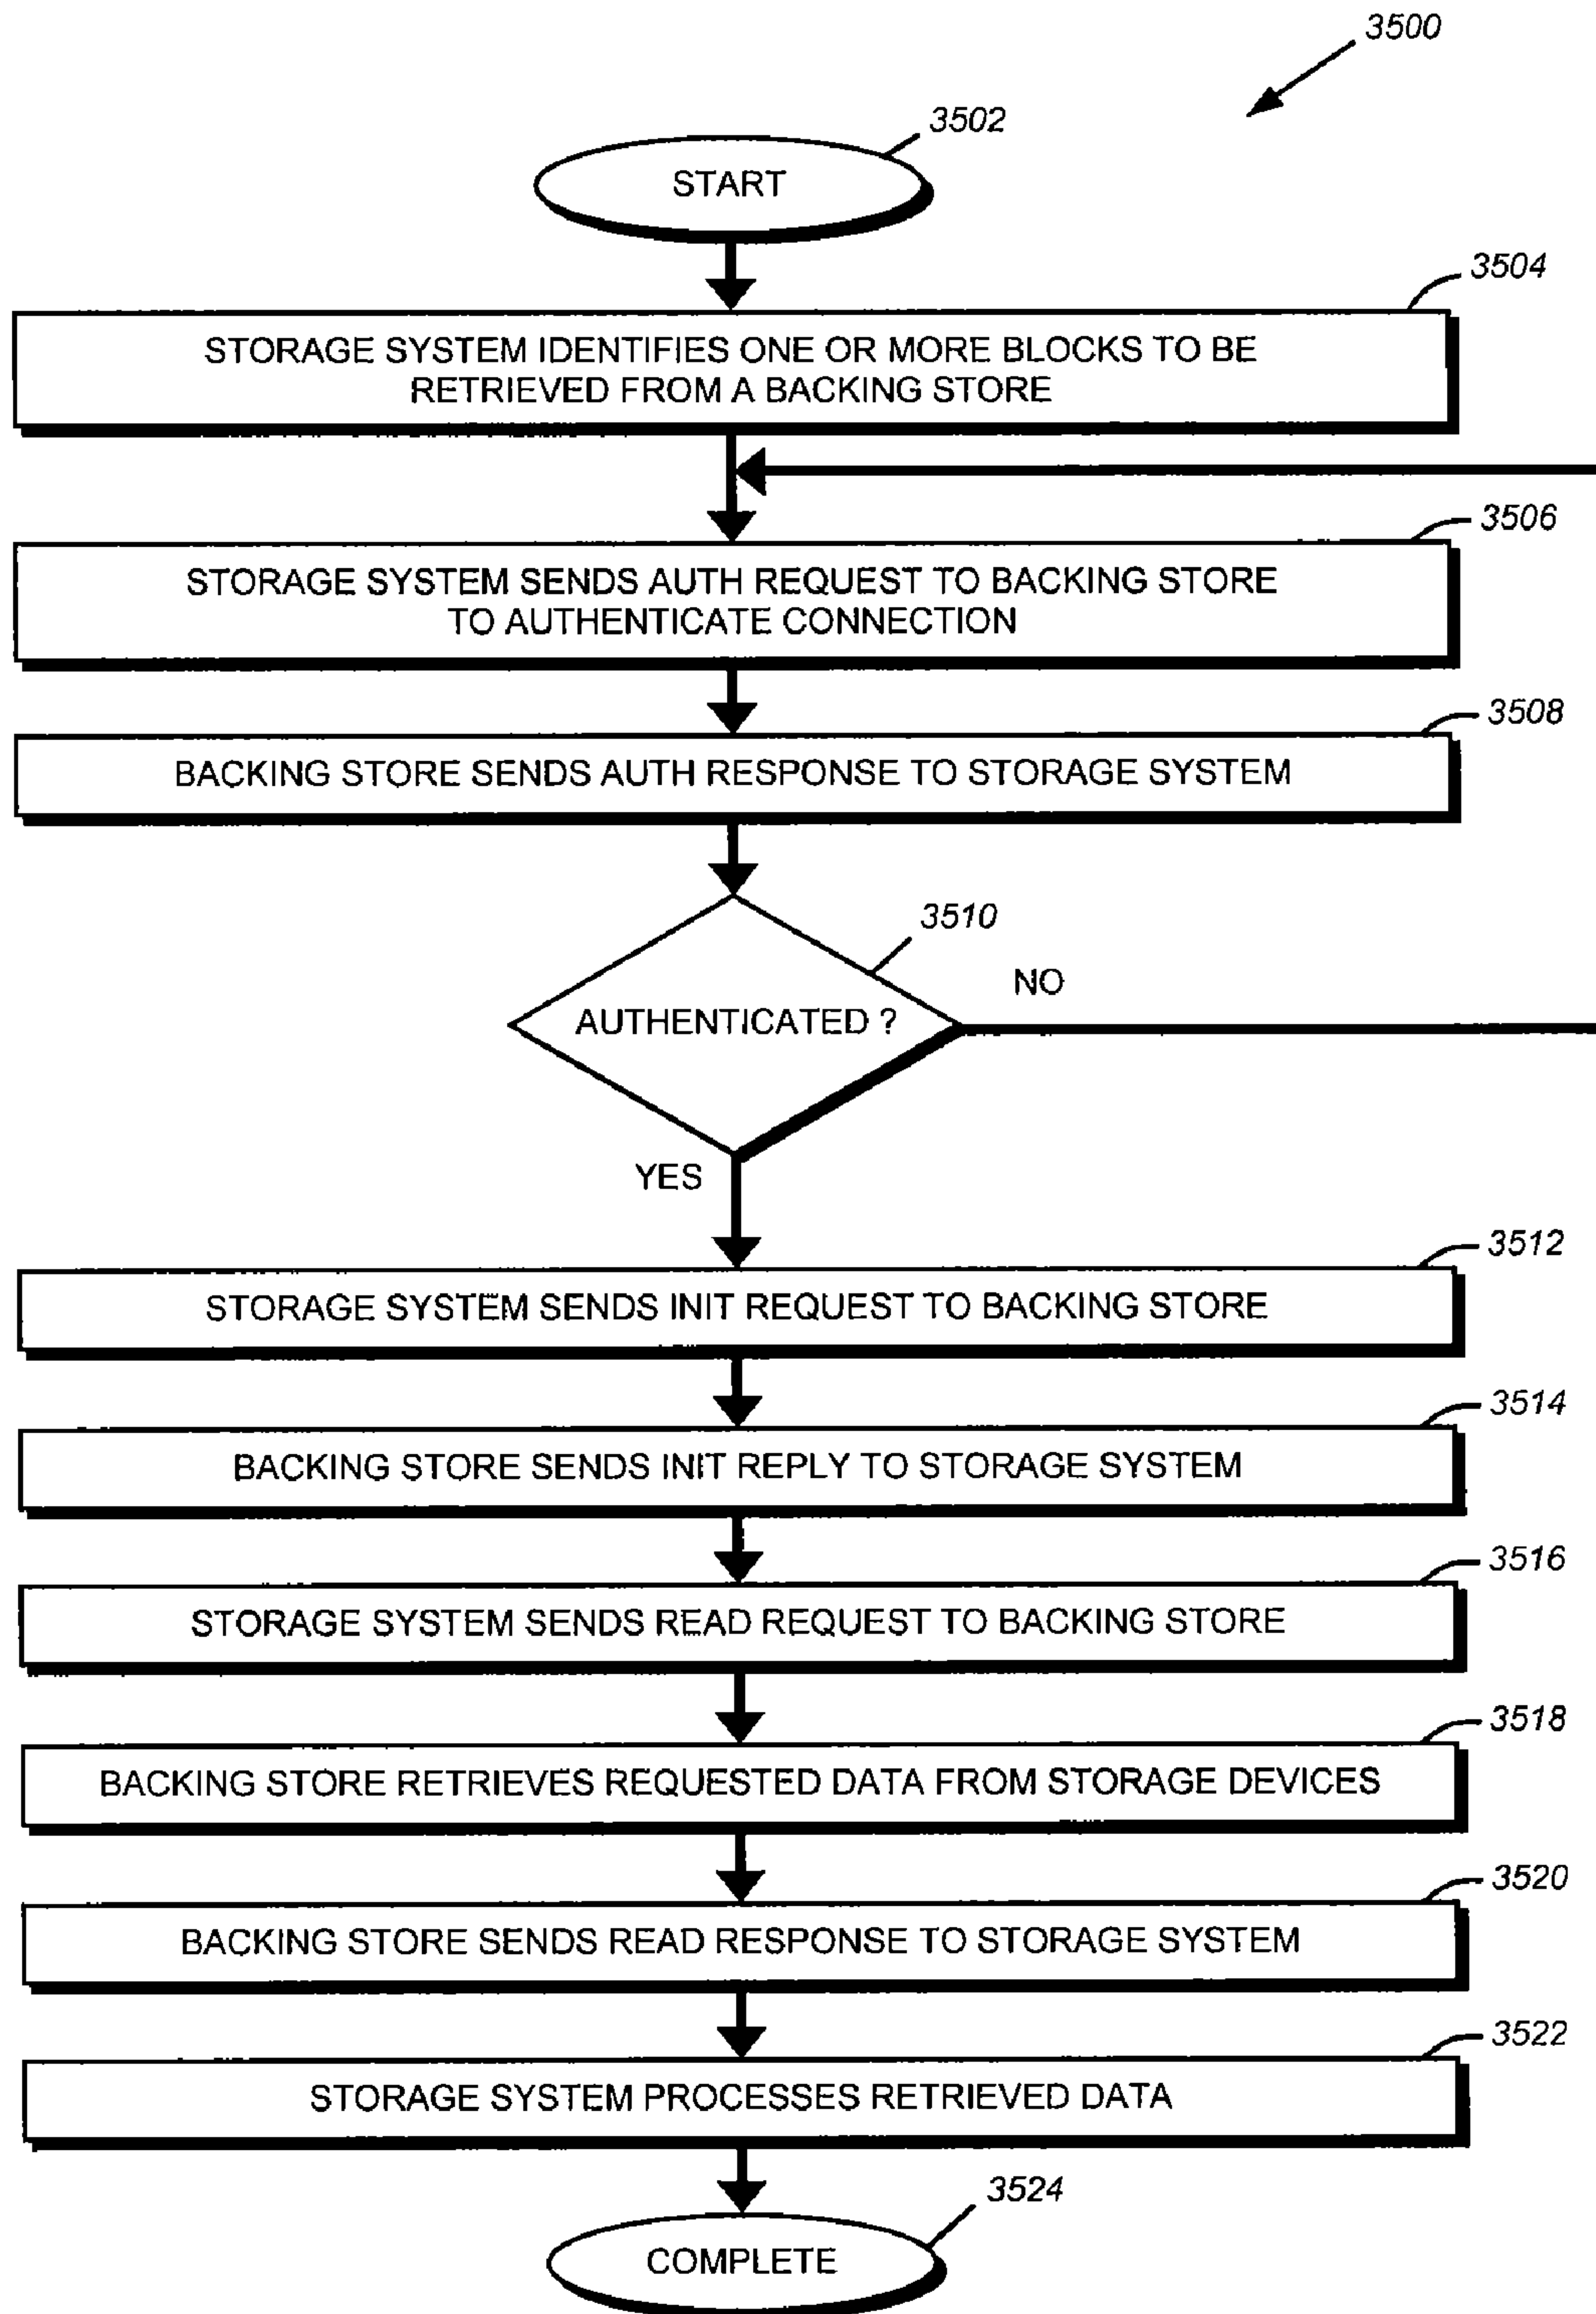 3500
3502
START
3504
STORAGE SYSTEM IDENTIFIES ONE OR MORE BLOCKS TO BE
RETRIEVED FROM A BACKING STORE
3506
STORAGE SYSTEM SENDS AUTH REQUEST TO BACKING STORE
TO AUTHENTICATE CONNECTION
3508
BACKING STORE SENDS AUTH RESPONSE TO STORAGE SYSTEM
3510
NO
AUTHENTICATED ?
YES
3512
STORAGE SYSTEM SENDS INIT REQUEST TO BACKING STORE
3514
BACKING STORE SENDS INIT REPLY TO STORAGE SYSTEM
3516
STORAGE SYSTEM SENDS READ REQUEST TO BACKING STORE
3518
BACKING STORE RETRIEVES REQUESTED DATA FROM STORAGE DEVICES
3520
BACKING STORE SENDS READ RESPONSE TO STORAGE SYSTEM
3522
STORAGE SYSTEM PROCESSES RETRIEVED DATA
3524
COMPLETE